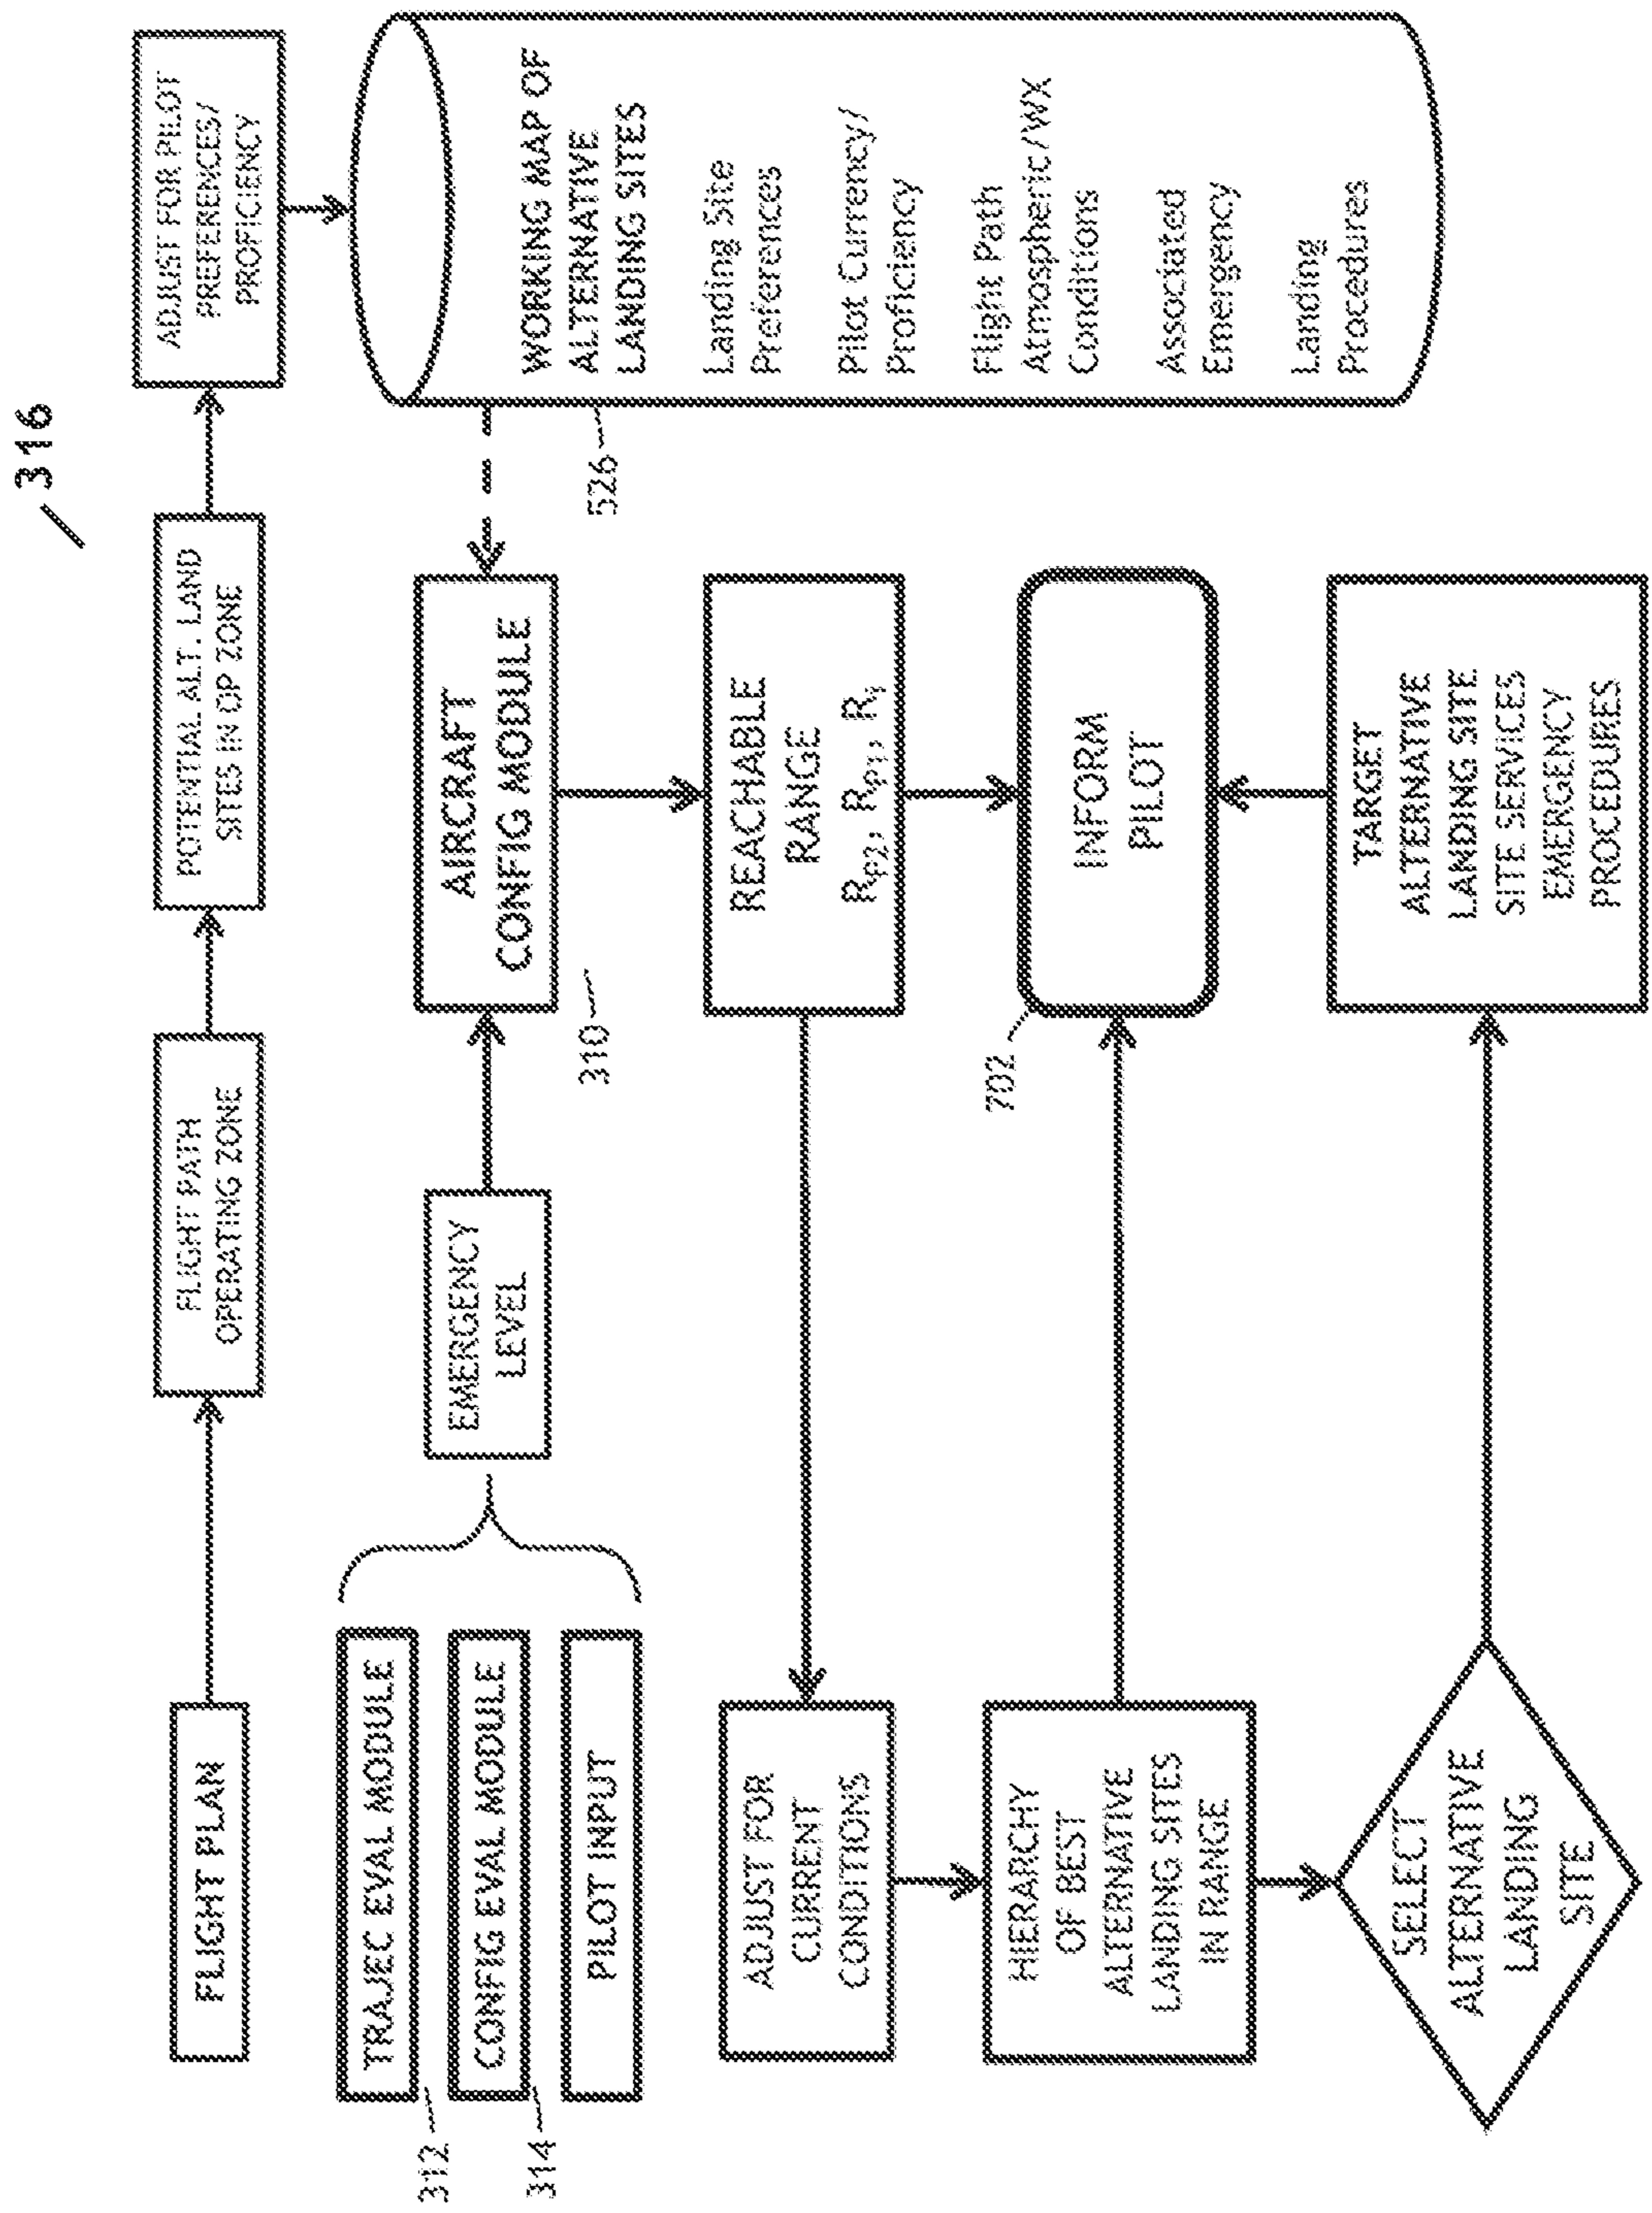 316
FLIGHT PLAN
FLIGHT PATH
OPERATING ZONE
POTENTIAL ALT. LAND
SITES IN OP ZONE
ADJUST FOR PILOT
PREFERENCES/
PROFICIENCY
TRAJEC EVAL MODULE
312
CONFIG EVAL MODULE
314
PILOT INPUT
EMERGENCY
LEVEL
AIRCRAFT
CONFIG MODULE
310
WORKING MAP OF
ALTERNATIVE
LANDING SITES
Landing Site
Preferences
Pilot Currency/
Proficiency
Flight Path
Atmospheric/WX
Conditions
Associated
Emergency
Landing
Procedures
526
ADJUST FOR
CURRENT
CONDITIONS
REACHABLE
RANGE
RP2, RP1, Ri
HIERARCHY
OF BEST
ALTERNATIVE
LANDING SITES
IN RANGE
702
INFORM
PILOT
SELECT
ALTERNATIVE
LANDING
SITE
TARGET
ALTERNATIVE
LANDING SITE
SITE SERVICES
EMERGENCY
PROCEDURES